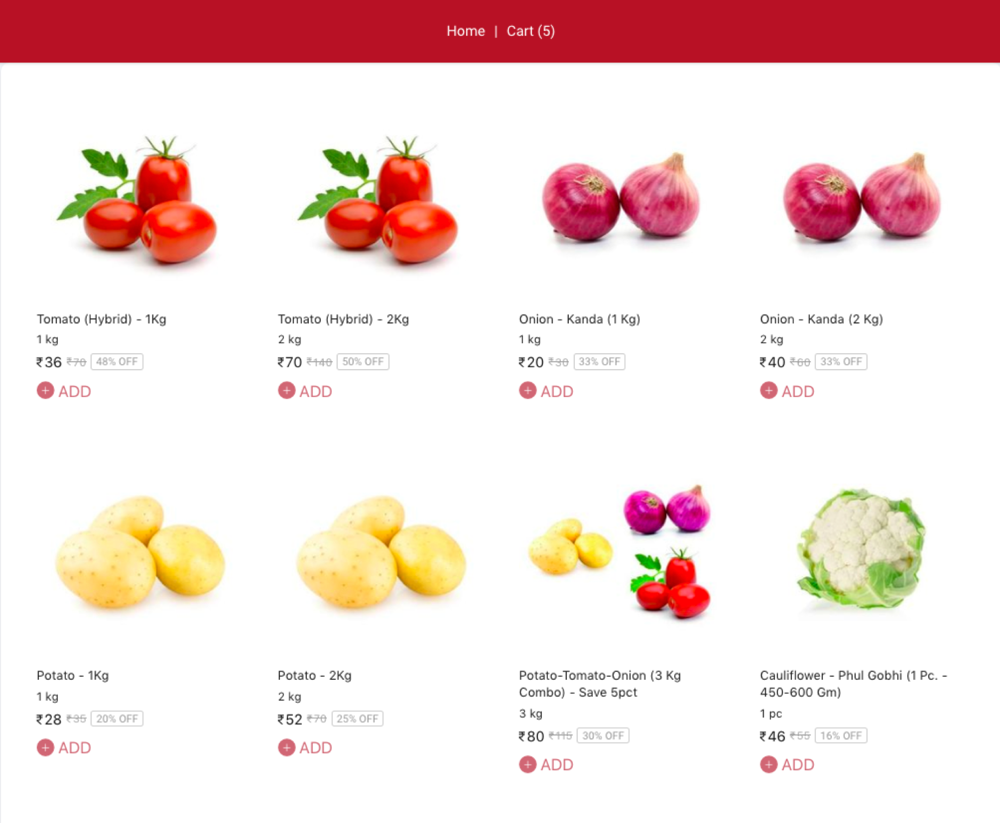 Home | Cart (5)
Tomato (Hybrid) - 1Kg
1 kg
₹36 ₹70 48% OFF
+ ADD
Tomato (Hybrid) - 2Kg
2 kg
₹70 ₹140 50% OFF
+ ADD
Onion - Kanda (1 Kg)
1 kg
₹20 ₹30 33% OFF
+ ADD
Onion - Kanda (2 Kg)
2 kg
₹40 ₹60 33% OFF
+ ADD
Potato - 1Kg
1 kg
₹28 ₹35 20% OFF
+ ADD
Potato - 2Kg
2 kg
₹52 ₹70 25% OFF
+ ADD
Potato-Tomato-Onion (3 Kg
Combo) - Save 5pct
3 kg
₹80 ₹115 30% OFF
+ ADD
Cauliflower - Phul Gobhi (1 Pc. -
450-600 Gm)
1 pc
₹46 ₹55 16% OFF
+ ADD